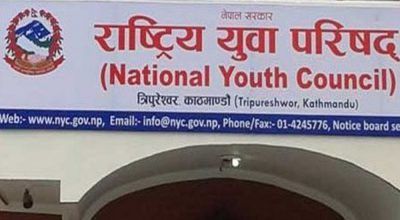 नेपाल सरकार
राष्ट्रिय युवा परिषद्
(National Youth Council)
त्रिपुरेश्वर, काठमाण्डौ (Tripureshwor, Kathmandu)
Web:- www.nyc.gov.np, Email:- info@nyc.gov.np, Phone/Fax:- 01-4245776, Notice board se